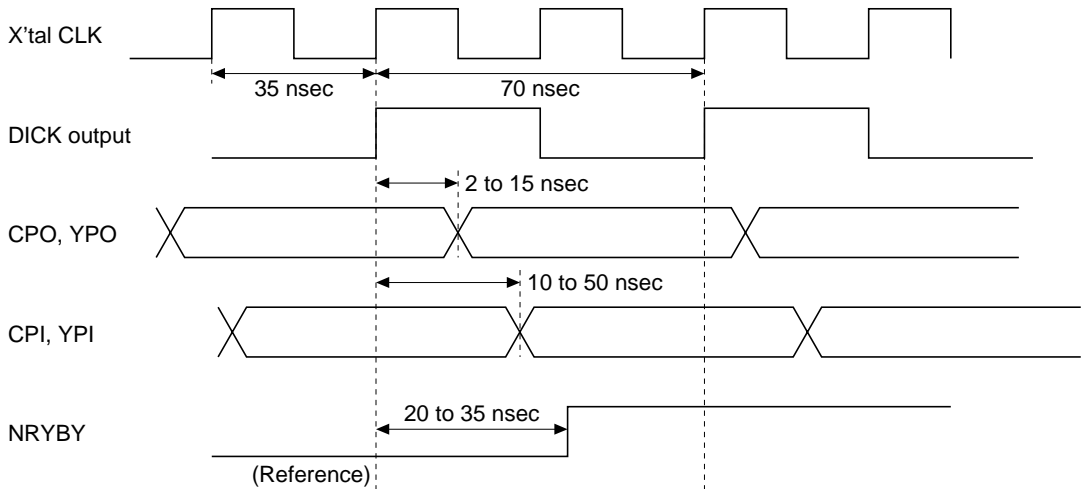 X'tal CLK
35 nsec
70 nsec
DICK output
2 to 15 nsec
CPO, YPO
10 to 50 nsec
CPI, YPI
20 to 35 nsec
NRYBY
(Reference)